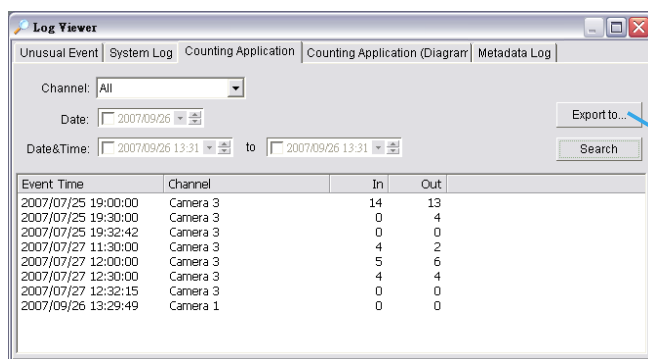 Log Viewer
Unusual Event System Log Counting Application Counting Application (Diagram Metadata Log
Channel: All
Date: 2007/09/26
Export to...
Date&Time: 2007/09/26 13:31 to 2007/09/26 13:31
Search
Event Time Channel In Out
2007/07/25 19:00:00 Camera 3 14 13
2007/07/25 19:30:00 Camera 3 0 4
2007/07/25 19:32:42 Camera 3 0 0
2007/07/27 11:30:00 Camera 3 4 2
2007/07/27 12:00:00 Camera 3 5 6
2007/07/27 12:30:00 Camera 3 4 4
2007/07/27 12:32:15 Camera 3 0 0
2007/09/26 13:29:49 Camera 1 0 0